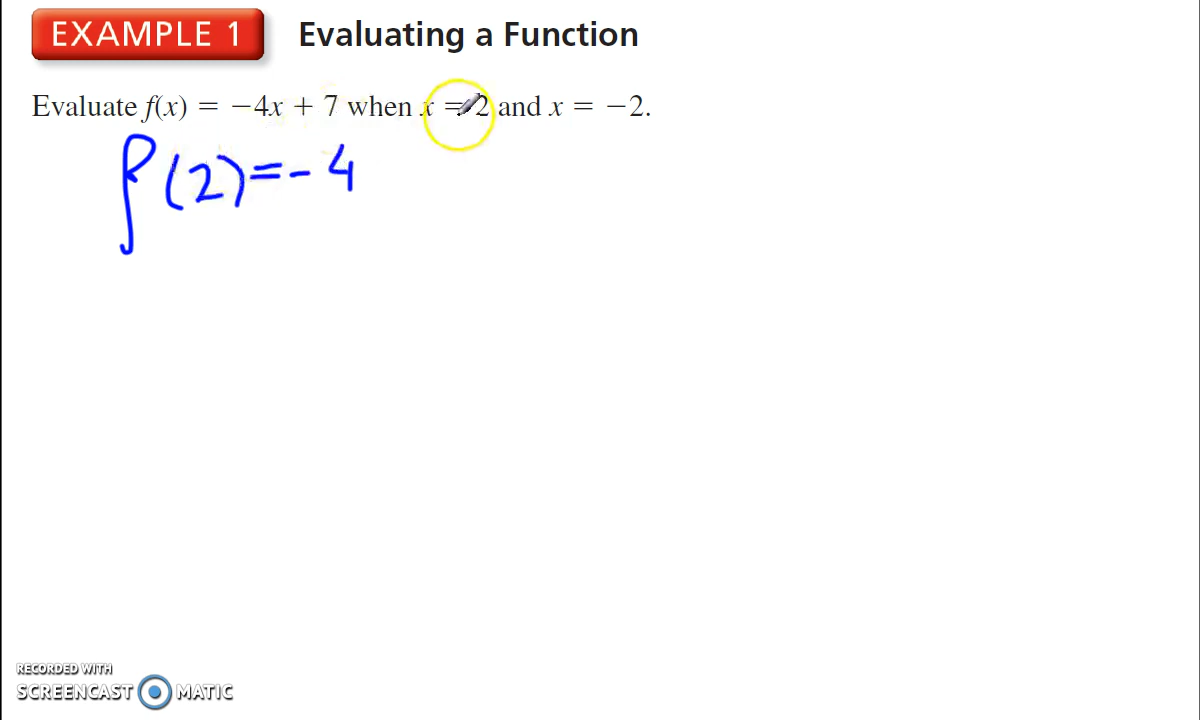 EXAMPLE 1 Evaluating a Function
Evaluate f(x) = −4x + 7 when x = 2 and x = −2.
f(2)=-4
RECORDED WITH
SCREENCAST MATIC